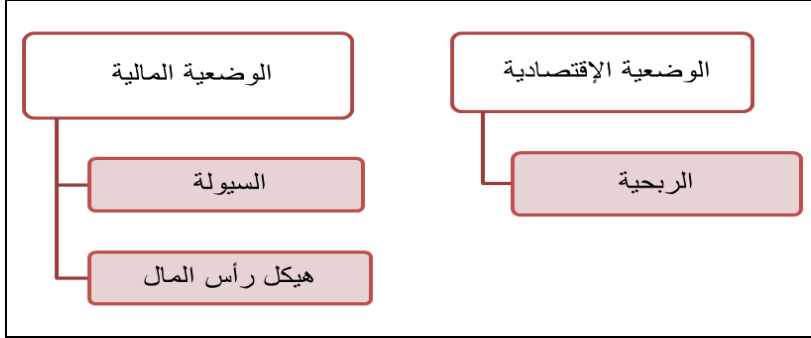 الوضعية الإقتصادية
الربحية
الوضعية المالية
السيولة
هيكل رأس المال